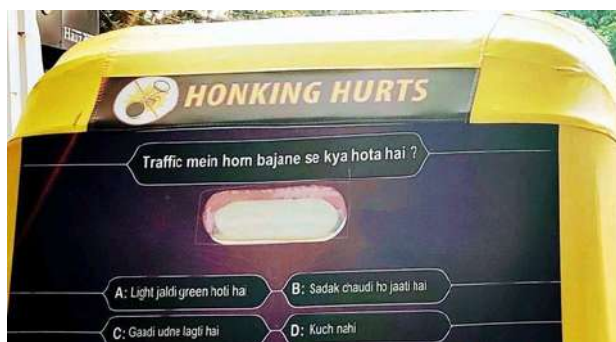 HONKING HURTS
Traffic mein horn bajane se kya hota hai ?
A: Light jaldi green hoti hai
B: Sadak chaudi ho jaati hai
C: Gaadi udne lagti hai
D: Kuch nahi